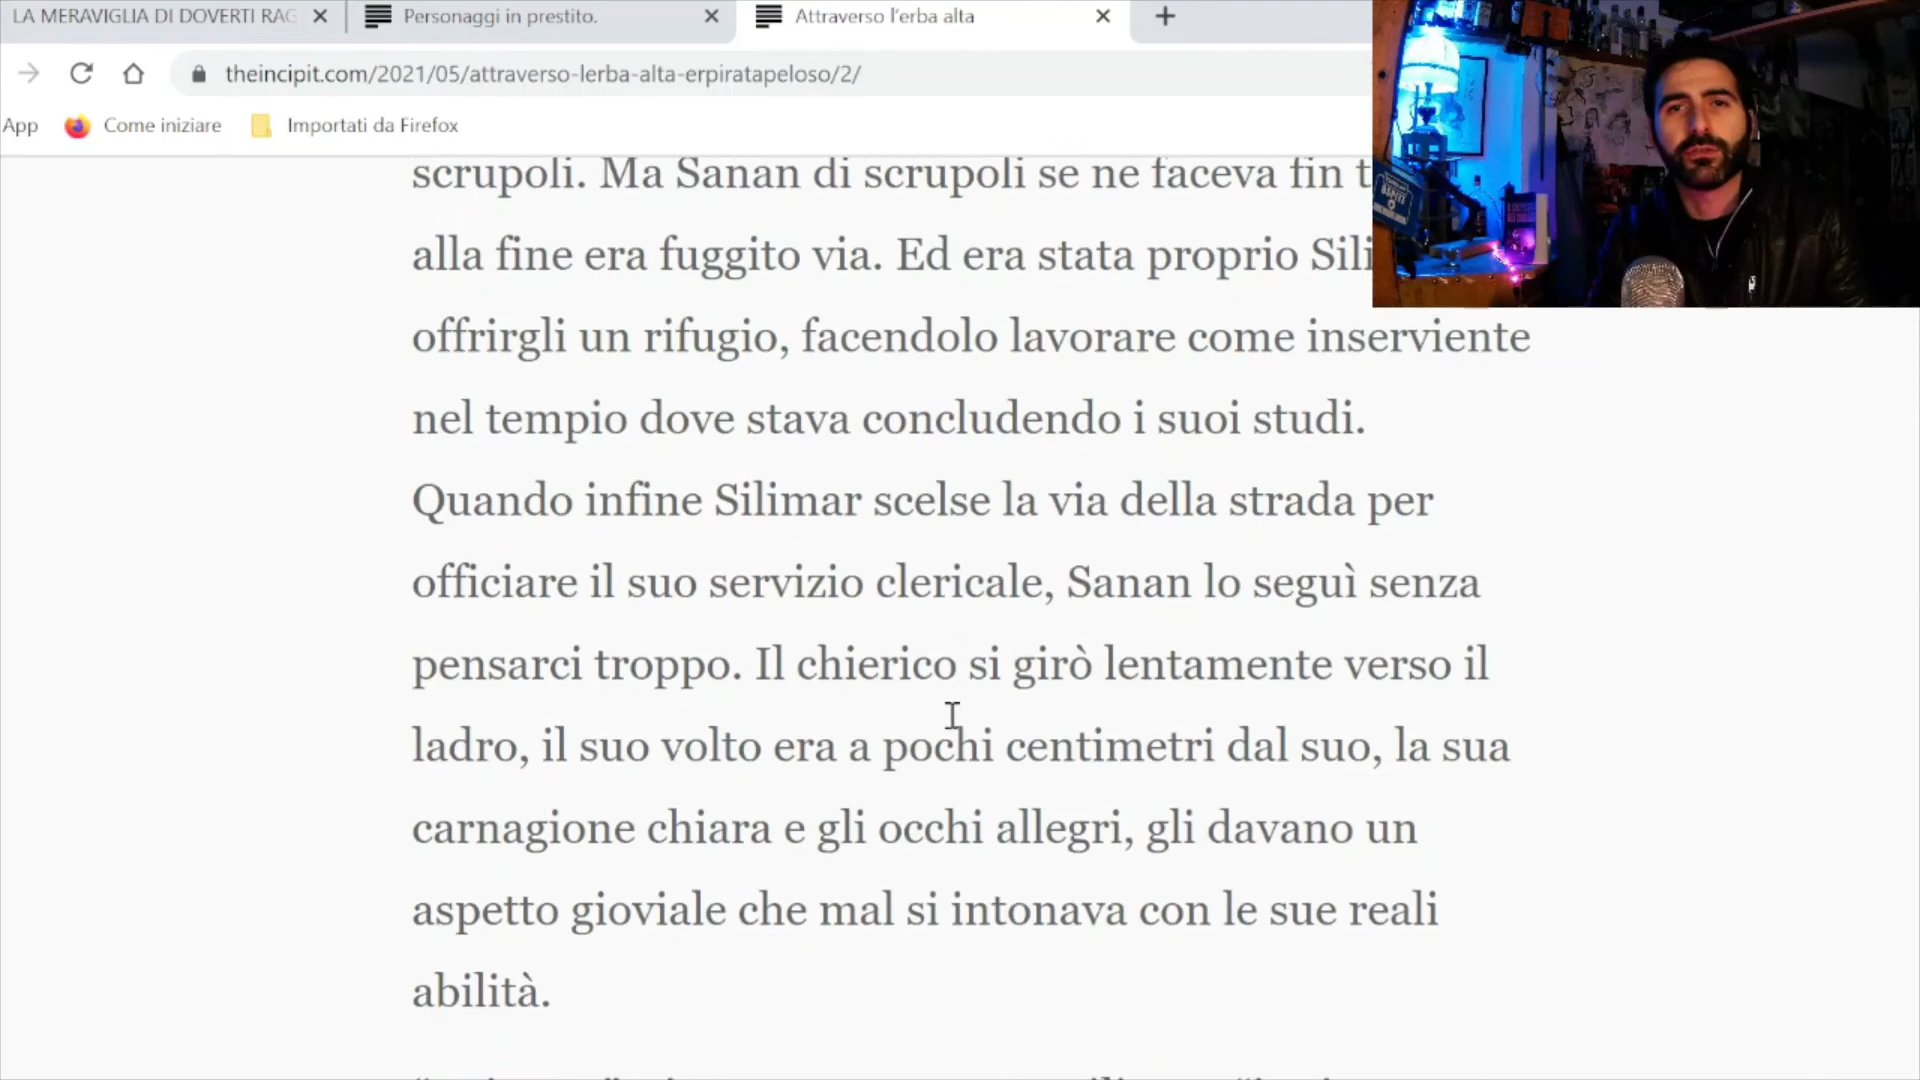 LA MERAVIGLIA DI DOVERTI RAG
Personaggi in prestito.
Attraverso l'erba alta
theincipit.com/2021/05/attraverso-lerba-alta-erpiratapeloso/2/
App
Come iniziare
Importati da Firefox
scrupoli. Ma Sanan di scrupoli se ne faceva fin t
alla fine era fuggito via. Ed era stata proprio Sili
offrirgli un rifugio, facendolo lavorare come inserviente
nel tempio dove stava concludendo i suoi studi.
Quando infine Silimar scelse la via della strada per
officiare il suo servizio clericale, Sanan lo seguì senza
pensarci troppo. Il chierico si girò lentamente verso il
ladro, il suo volto era a pochi centimetri dal suo, la sua
carnagione chiara e gli occhi allegri, gli davano un
aspetto gioviale che mal si intonava con le sue reali
abilità.